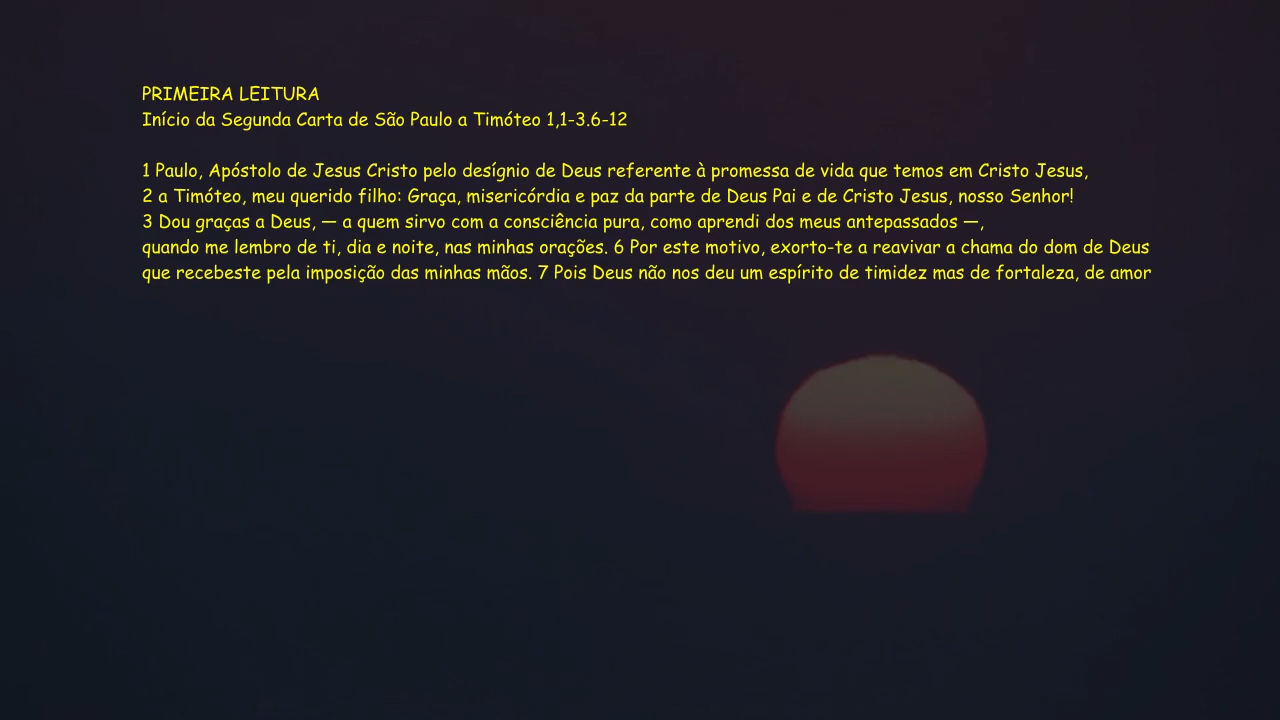 PRIMEIRA LEITURA
Início da Segunda Carta de São Paulo a Timóteo 1,1-3.6-12
1 Paulo, Apóstolo de Jesus Cristo pelo desígnio de Deus referente à promessa de vida que temos em Cristo Jesus,
2 a Timóteo, meu querido filho: Graça, misericórdia e paz da parte de Deus Pai e de Cristo Jesus, nosso Senhor!
3 Dou graças a Deus, — a quem sirvo com a consciência pura, como aprendi dos meus antepassados —,
quando me lembro de ti, dia e noite, nas minhas orações. 6 Por este motivo, exorto-te a reavivar a chama do dom de Deus
que recebeste pela imposição das minhas mãos. 7 Pois Deus não nos deu um espírito de timidez mas de fortaleza, de amor